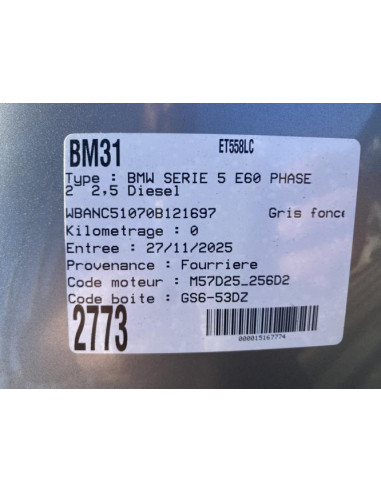 BM31 ET558LC
Type : BMW SERIE 5 E60 PHASE
2 2,5 Diesel
WBANC51070B121697 Gris fonce
Kilometrage : 0
Entree : 27/11/2025
Provenance : Fourriere
Code moteur : M57D25_256D2
Code boite : GS6-53DZ
2773
000015167774